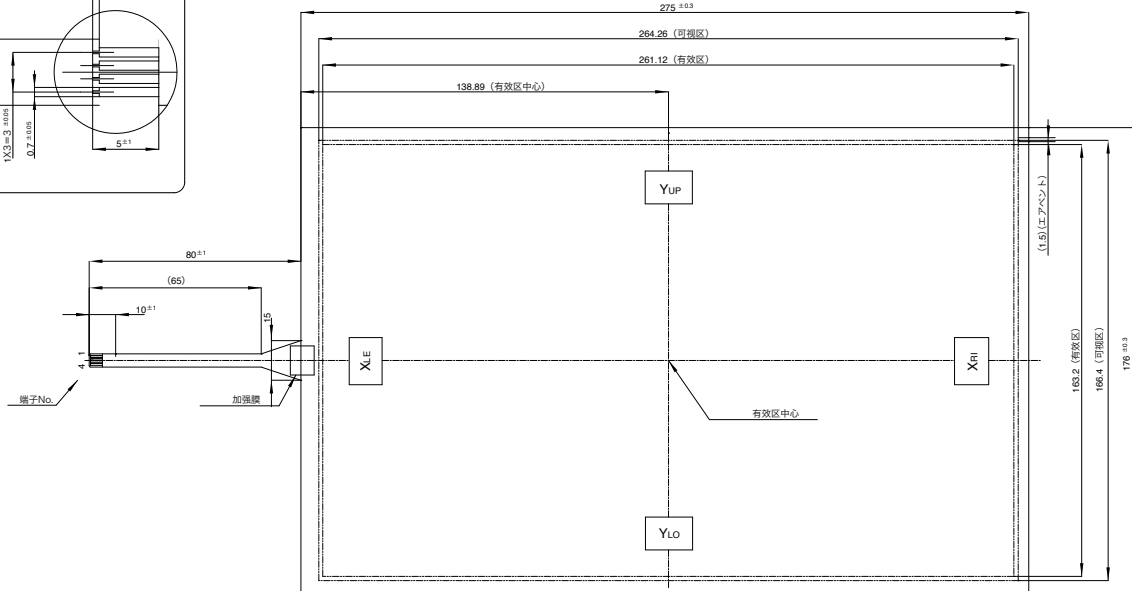 275 ±0.3
264.26（可视区）
261.12（有效区）
138.89（有效区中心）
1X3=3 ±0.05
0.7 ±0.05
5±1
YUP
(1.5)(エアベント)
80±1
(65)
10±1
15
1
4
端子No.
加强膜
XLE
XRI
有效区中心
163.2（有效区）
166.4（可视区）
176 ±0.3
YLO